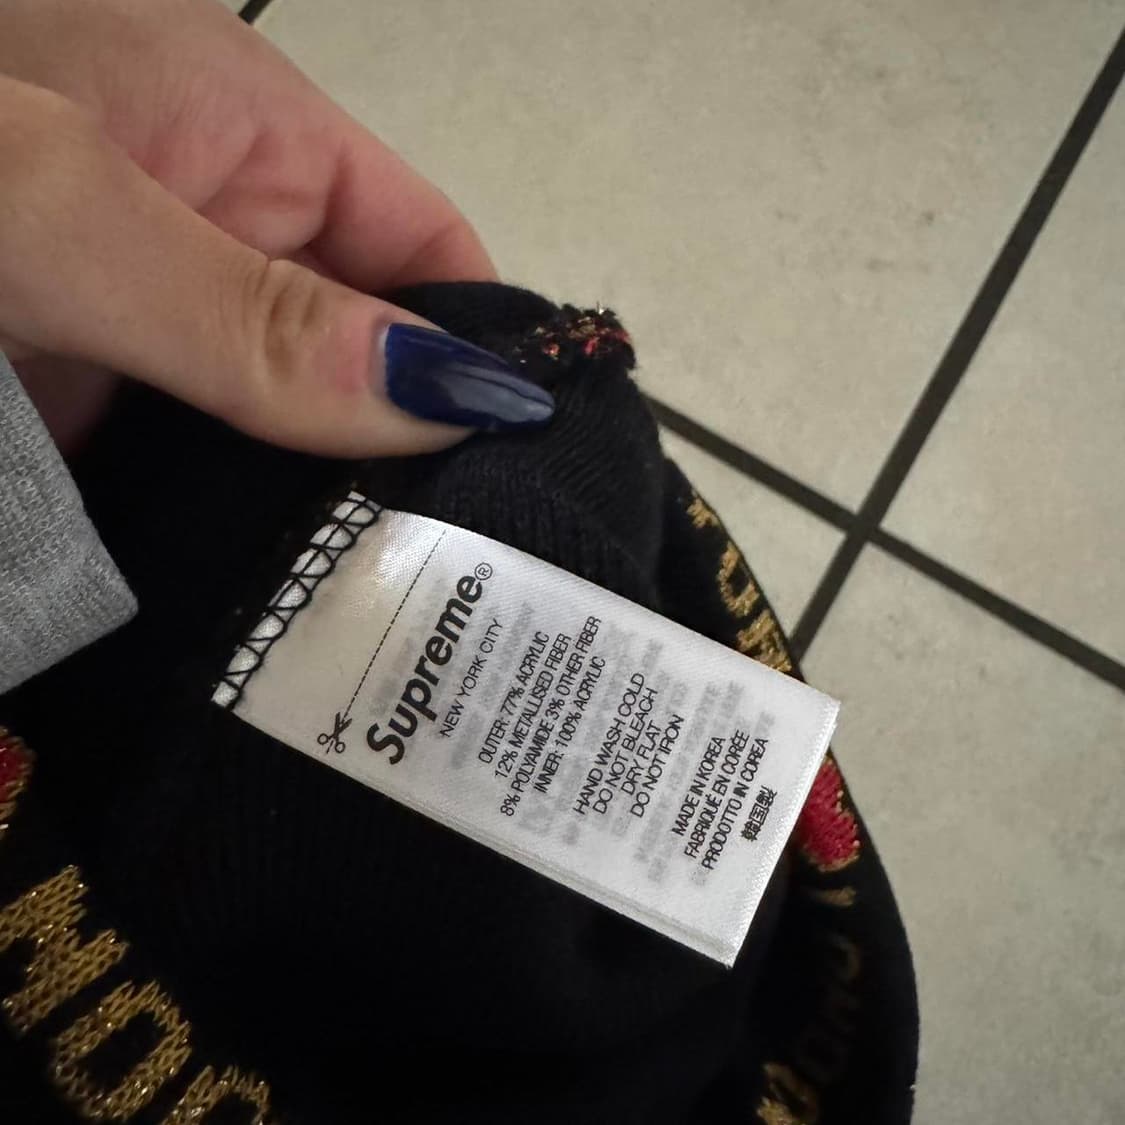 Supreme®
NEW YORK CITY
OUTER: 77% ACRYLIC
12% METALLISED FIBER
8% POLYAMIDE 3% OTHER FIBER
INNER: 100% ACRYLIC
HAND WASH COLD
DO NOT BLEACH
DRY FLAT
DO NOT IRON
MADE IN KOREA
FABRIQUÉ EN CORÉE
PRODOTTO IN COREA
韓国製